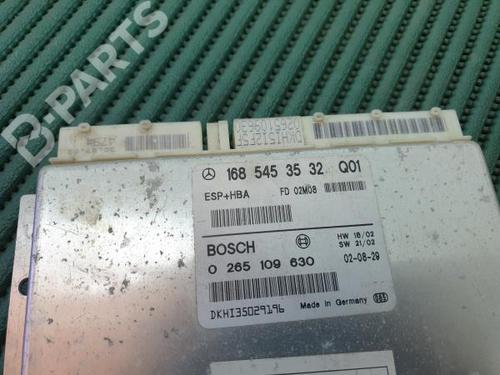 B-PARTS
168 545 35 32 Q01
ESP+HBA FD 02M08
BOSCH HW 18/02
SW 21/02
0 265 109 630 02-08-29
DKHI35029196 Made in Germany